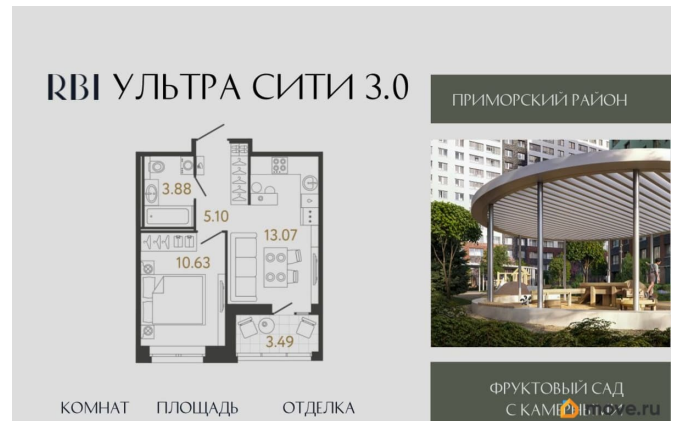 RBI УЛЬТРА СИТИ 3.0
ПРИМОРСКИЙ РАЙОН
3.88
5.10
13.07
10.63
3.49
КОМНАТ ПЛОЩАДЬ ОТДЕЛКА
ФРУКТОВЫЙ САД
С
move.ru